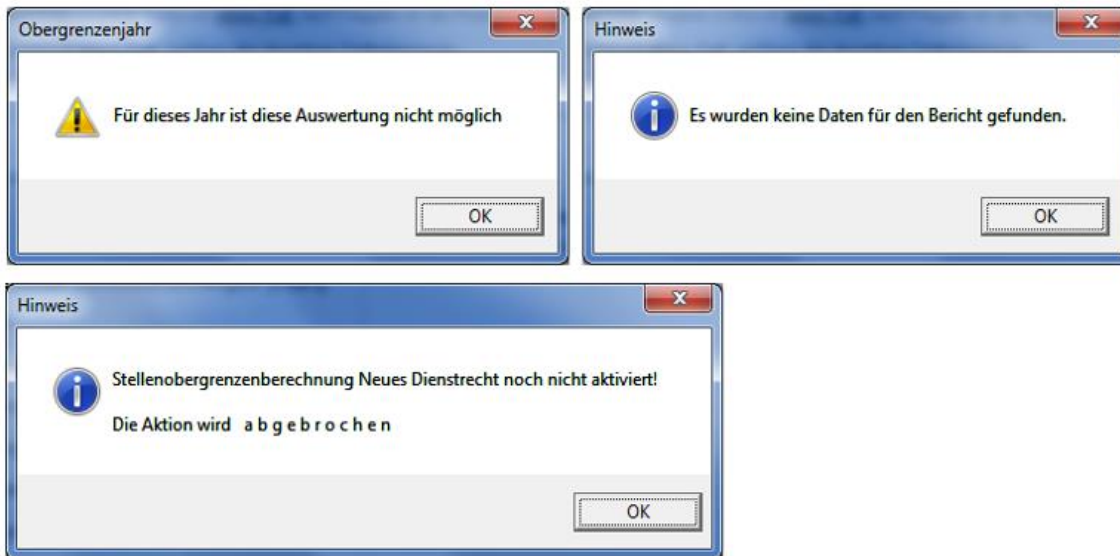 Obergrenzenjahr
Für dieses Jahr ist diese Auswertung nicht möglich
OK
Hinweis
Es wurden keine Daten für den Bericht gefunden.
OK
Hinweis
Stellenobergrenzenberechnung Neues Dienstrecht noch nicht aktiviert!
Die Aktion wird a b g e b r o c h e n
OK